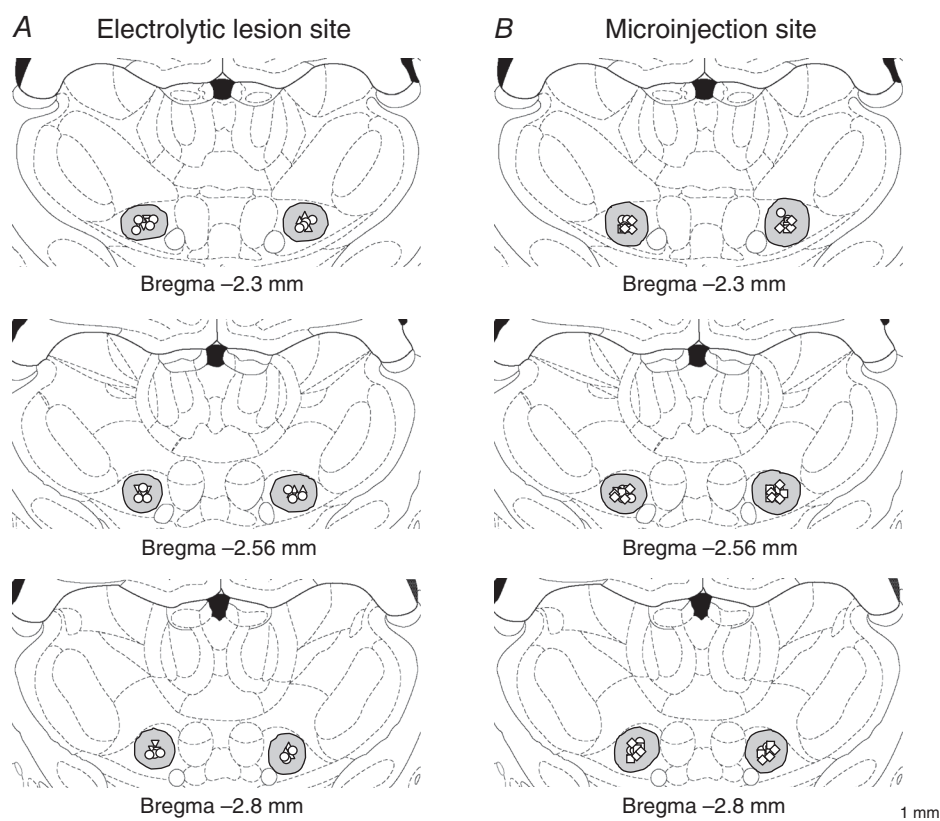 A Electrolytic lesion site
B Microinjection site
Bregma –2.3 mm
Bregma –2.3 mm
Bregma –2.56 mm
Bregma –2.56 mm
Bregma –2.8 mm
Bregma –2.8 mm
1 mm